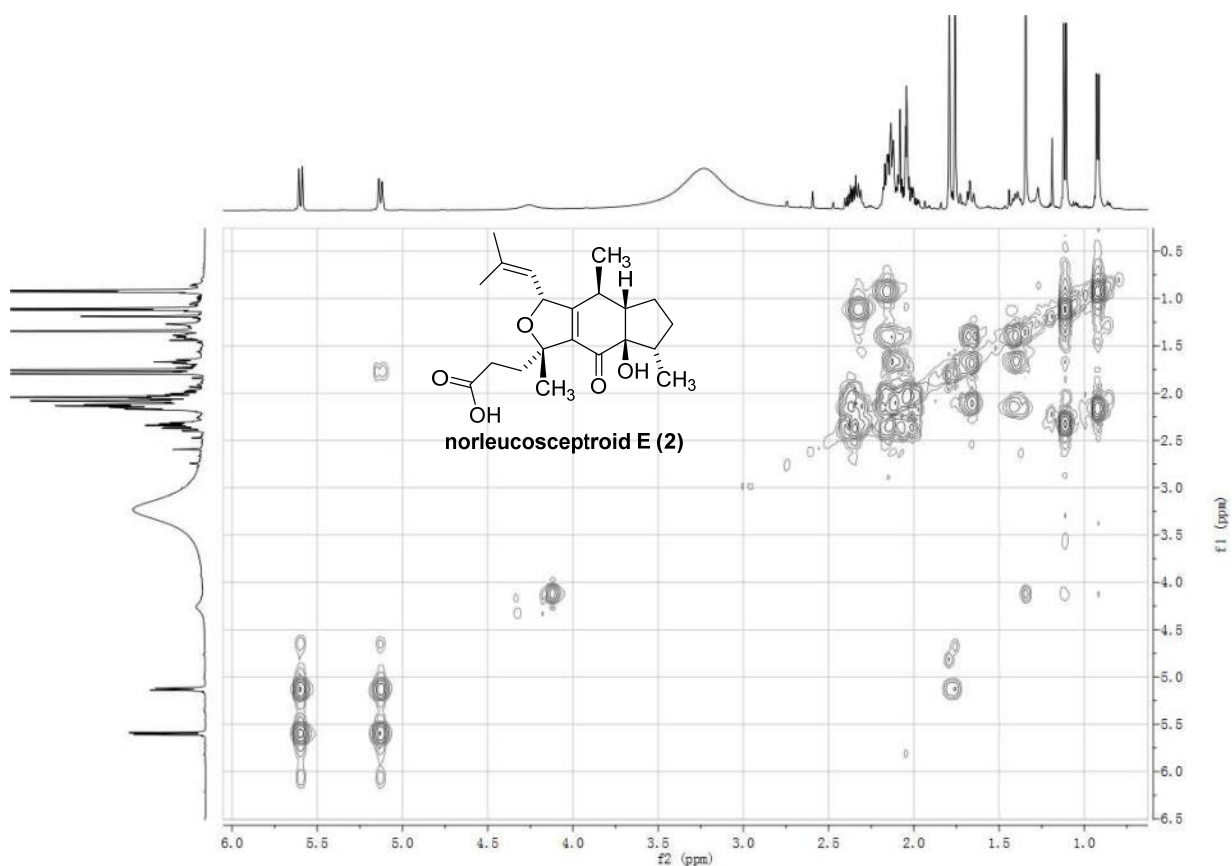 CH₃
H
O
O
OH
CH₃
O
CH₃
O
OH
norleucosceptroid E (2)
0.5
1.0
1.5
2.0
2.5
3.0
3.5
4.0
4.5
5.0
5.5
6.0
6.5
f1 (ppm)
6.0 5.5 5.0 4.5 4.0 3.5 3.0 2.5 2.0 1.5 1.0
f2 (ppm)